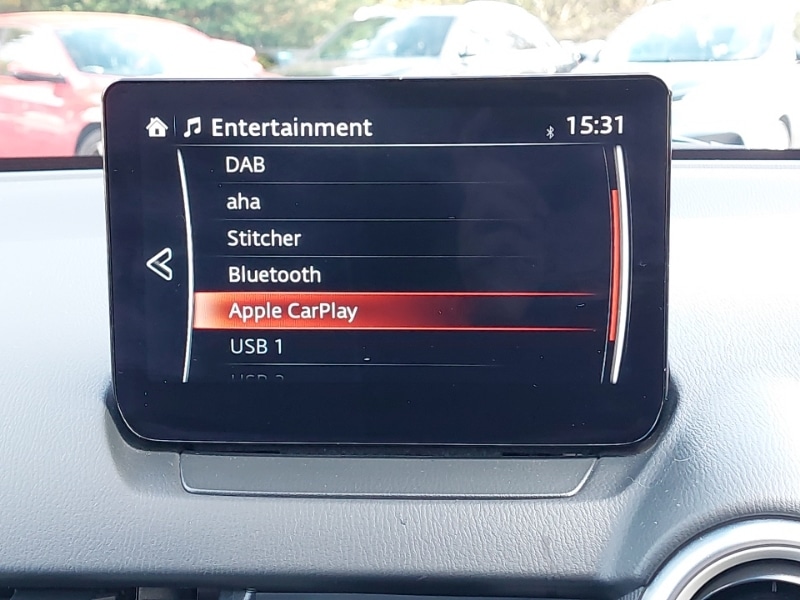 Entertainment 15:31
DAB
aha
Stitcher
Bluetooth
Apple CarPlay
USB 1